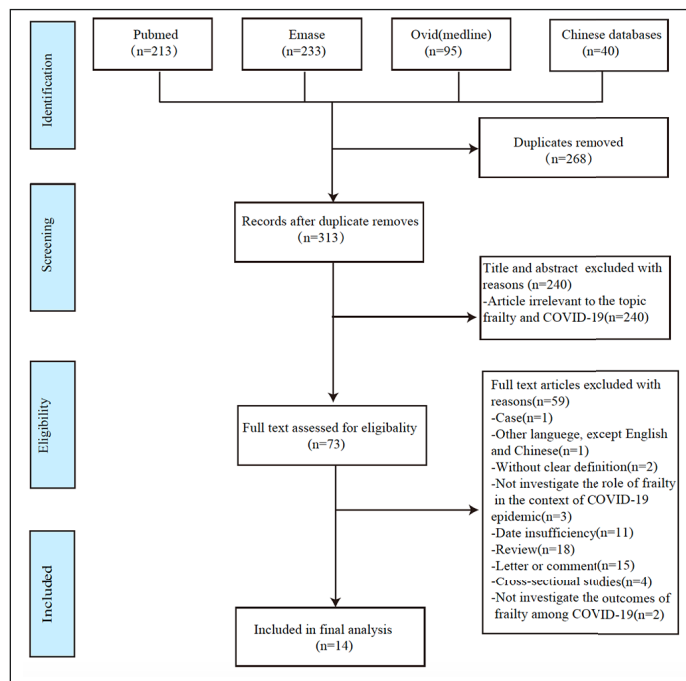 Identification
Pubmed
(n=213)
Emase
(n=233)
Ovid(medline)
(n=95)
Chinese databases
(n=40)
Duplicates removed
(n=268)
Screening
Records after duplicate removes
(n=313)
Title and abstract excluded with
reasons (n=240)
-Article irrelevant to the topic
frailty and COVID-19(n=240)
Eligibility
Full text assessed for eligibality
(n=73)
Full text articles excluded with
reasons(n=59)
-Case(n=1)
-Other languege, except English
and Chinese(n=1)
-Without clear definition(n=2)
-Not investigate the role of frailty
in the context of COVID-19
epidemic(n=3)
-Date insufficiency(n=11)
-Review(n=18)
-Letter or comment(n=15)
-Cross-sectional studies(n=4)
-Not investigate the outcomes of
frailty among COVID-19(n=2)
Included
Included in final analysis
(n=14)